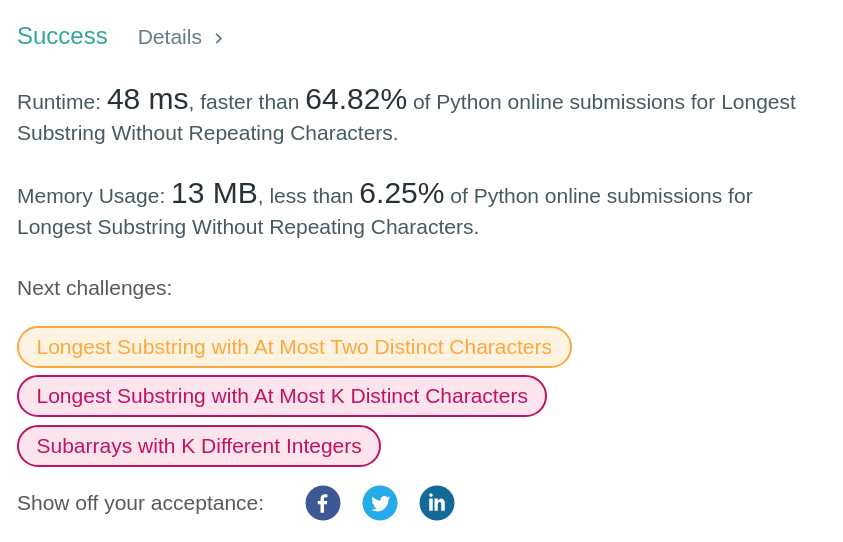 Success Details >
Runtime: 48 ms, faster than 64.82% of Python online submissions for Longest
Substring Without Repeating Characters.
Memory Usage: 13 MB, less than 6.25% of Python online submissions for
Longest Substring Without Repeating Characters.
Next challenges:
Longest Substring with At Most Two Distinct Characters
Longest Substring with At Most K Distinct Characters
Subarrays with K Different Integers
Show off your acceptance: f in